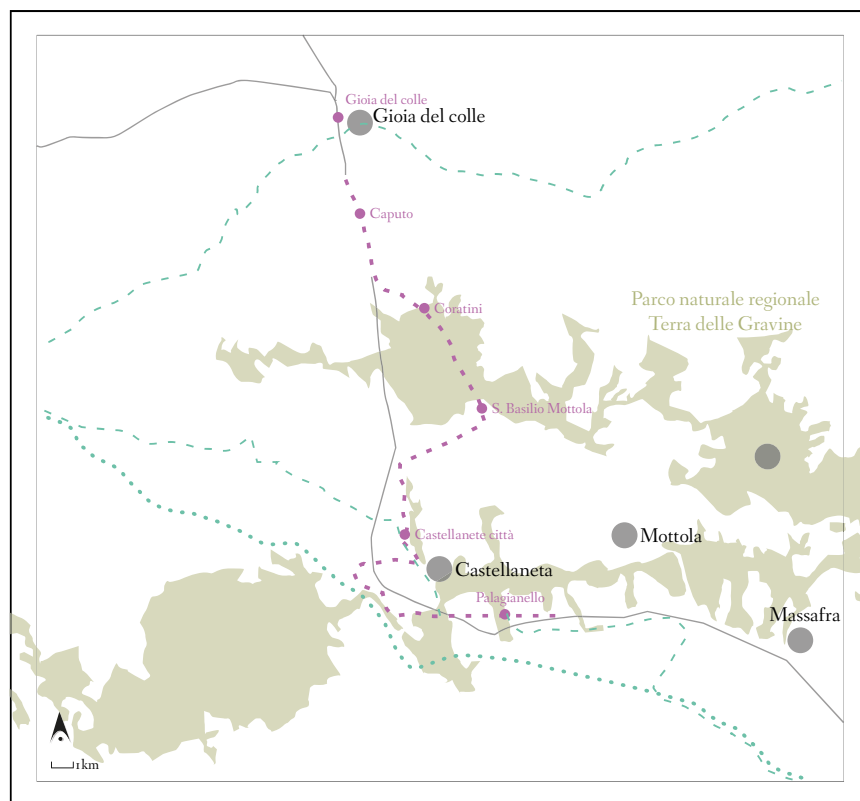 Gioia del colle
Gioia del colle
Caputo
Parco naturale regionale
Terra delle Gravine
Coratini
S. Basilio Mottola
Castellanete città
Mottola
Castellaneta
Palagianello
Massafra
1km